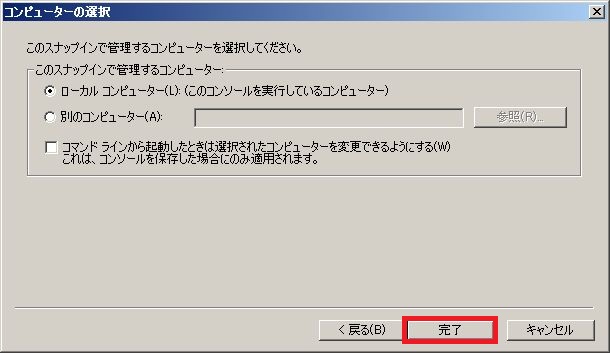 コンピューターの選択
このスナップインで管理するコンピューターを選択してください。
このスナップインで管理するコンピューター:
ローカル コンピューター(L): (このコンソールを実行しているコンピューター)
別のコンピューター(A):
参照(R)...
コマンド ラインから起動したときは選択されたコンピューターを変更できるようにする(W)
これは、コンソールを保存した場合にのみ適用されます。
< 戻る(B)
完了
キャンセル